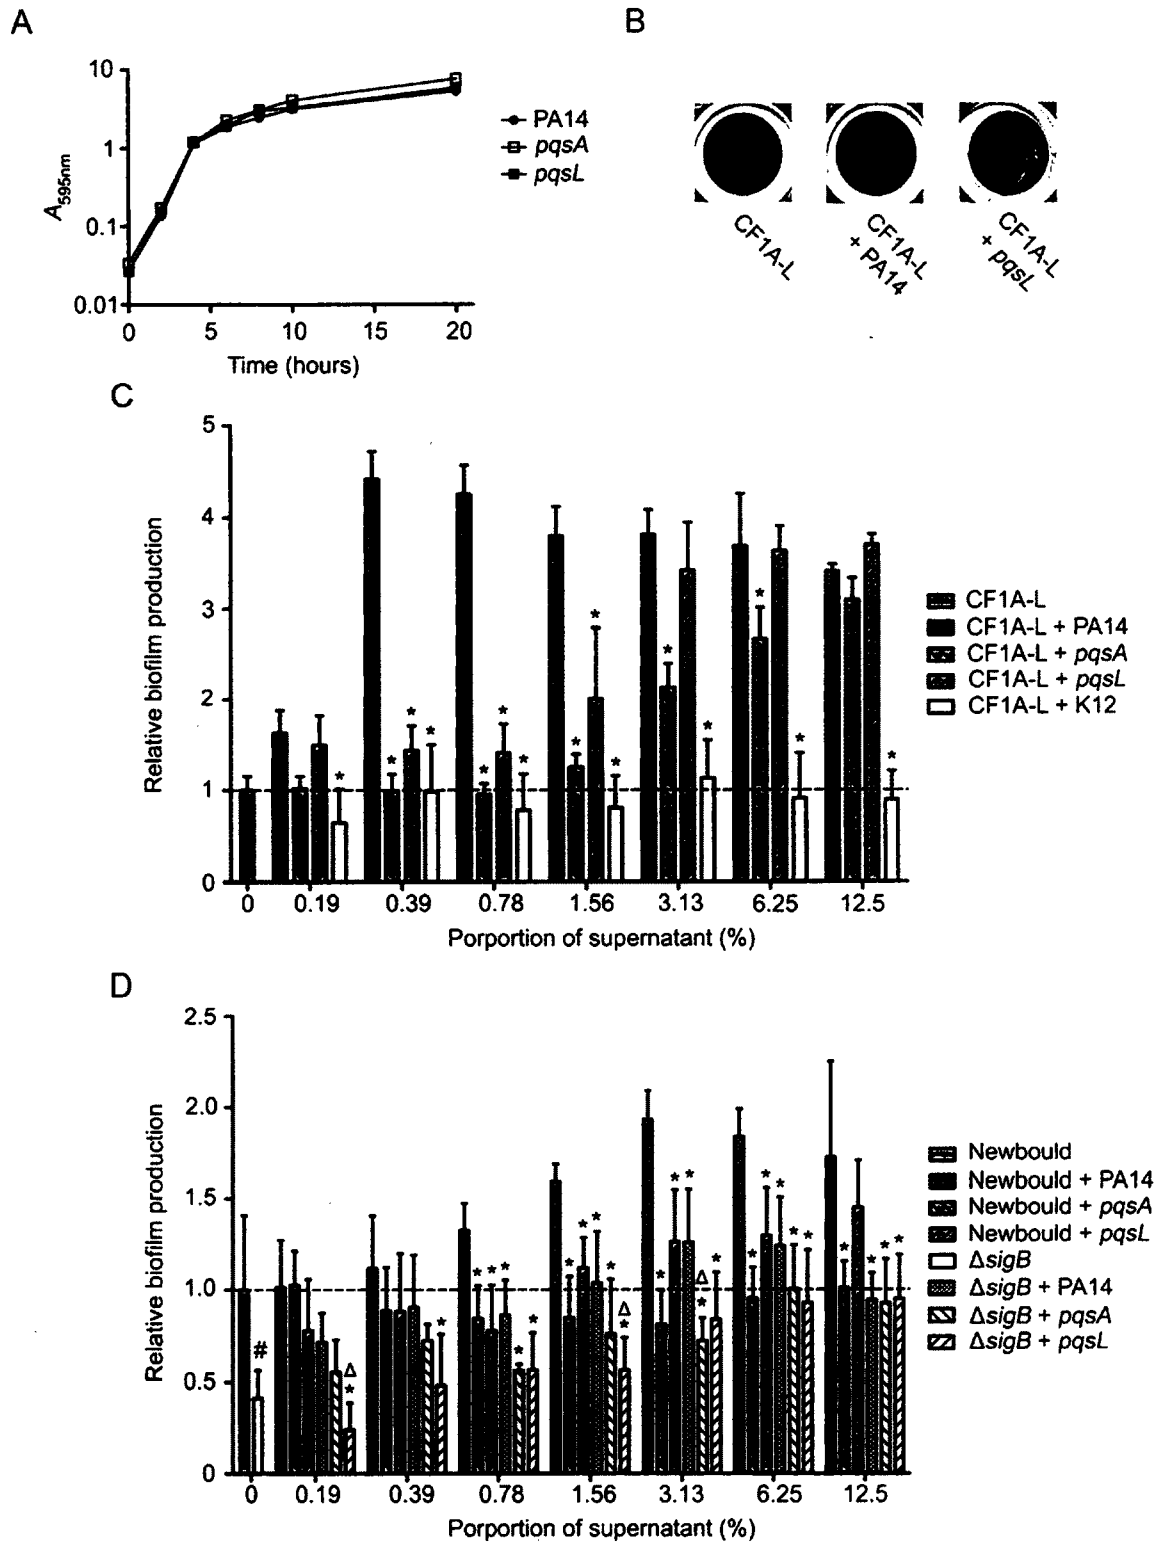 A
B
10
1
0.1
0.01
A595nm
0
5
10
15
20
Time (hours)
PA14
pqsA
pqsL
CF1A-L
CF1A-L
+ PA14
CF1A-L
+ pqsL
C
5
4
3
2
1
0
Relative biofilm production
* * * * * * * * * * * * * *
0 0.19 0.39 0.78 1.56 3.13 6.25 12.5
Porportion of supernatant (%)
CF1A-L
CF1A-L + PA14
CF1A-L + pqsA
CF1A-L + pqsL
CF1A-L + K12
D
2.5
2.0
1.5
1.0
0.5
0
Relative biofilm production
#
Δ
*
*
* * * * *
* * * * Δ
*
* * * Δ
* *
* * * * *
* * * *
0 0.19 0.39 0.78 1.56 3.13 6.25 12.5
Porportion of supernatant (%)
Newbould
Newbould + PA14
Newbould + pqsA
Newbould + pqsL
ΔsigB
ΔsigB + PA14
ΔsigB + pqsA
ΔsigB + pqsL